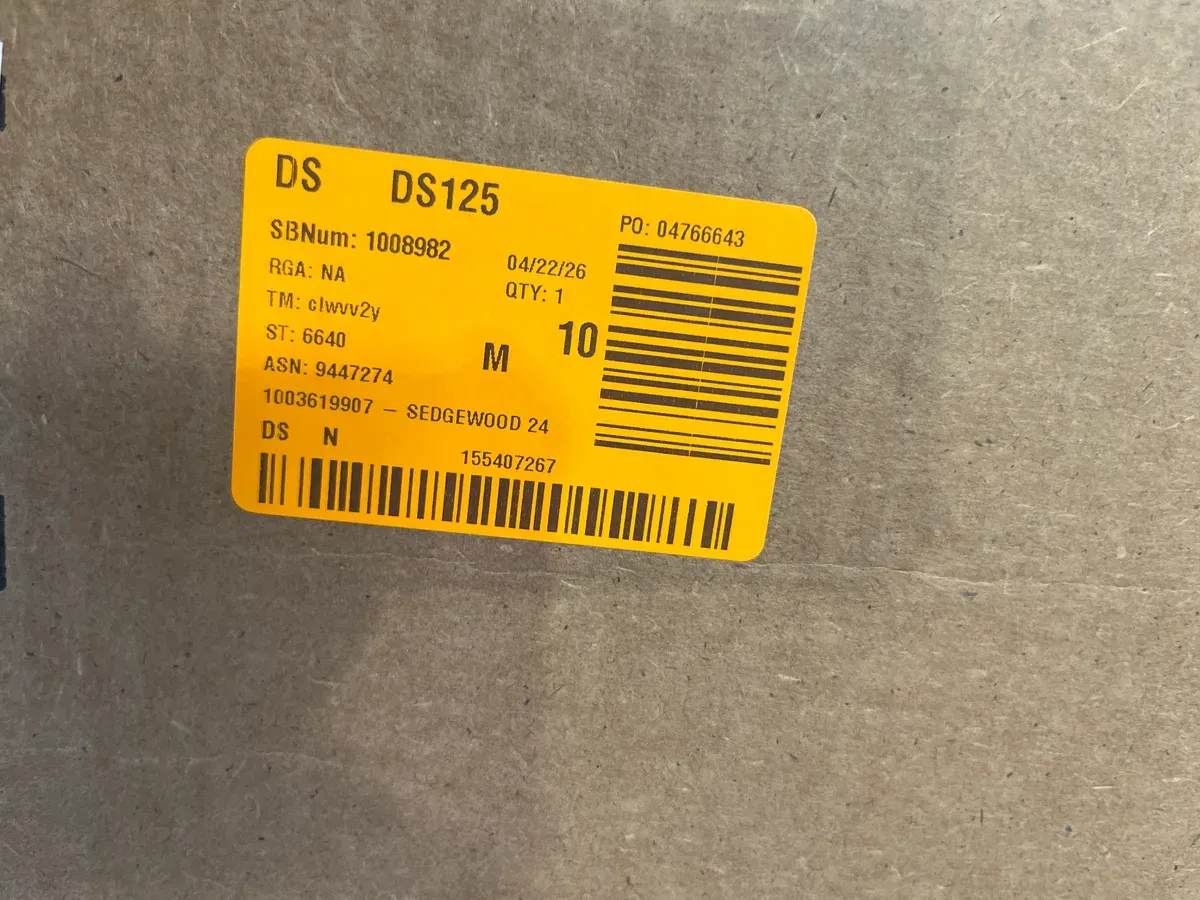 DS DS125
SBNum: 1008982
RGA: NA
TM: clwvv2y
ST: 6640
ASN: 9447274
1003619907 – SEDGEWOOD 24
DS N
155407267
04/22/26
QTY: 1
M
10
PO: 04766643